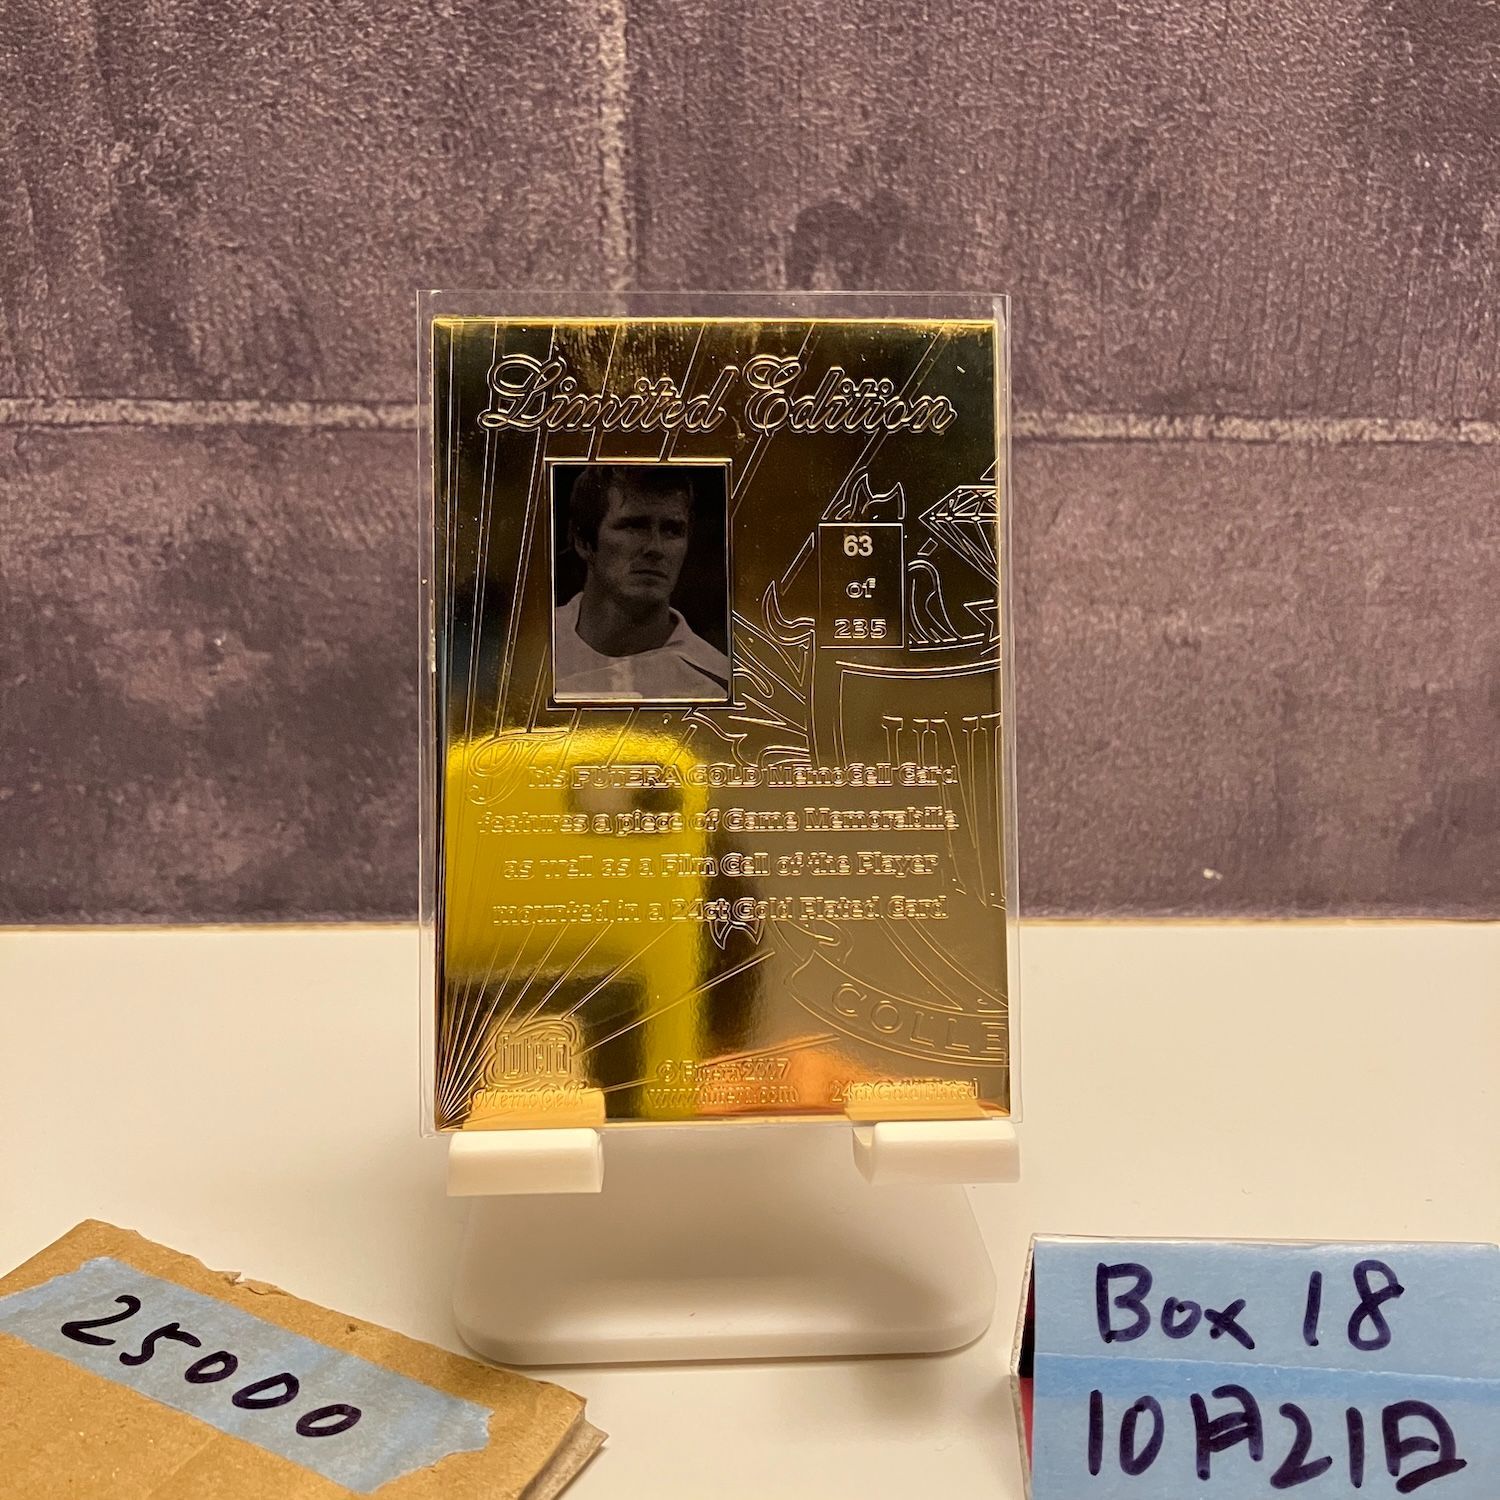 Limited Edition
63
of
235
UNI
This FUTERA GOLD MemoCell Card
features a piece of Game Memorabilia
as well as a Film Cell of the Player
mounted in a 24ct Gold Plated Card
COLLE
futera
MemoCell
© Futera 2007
www.futera.com
24ct Gold Plated
25000
Box 18
10月21日